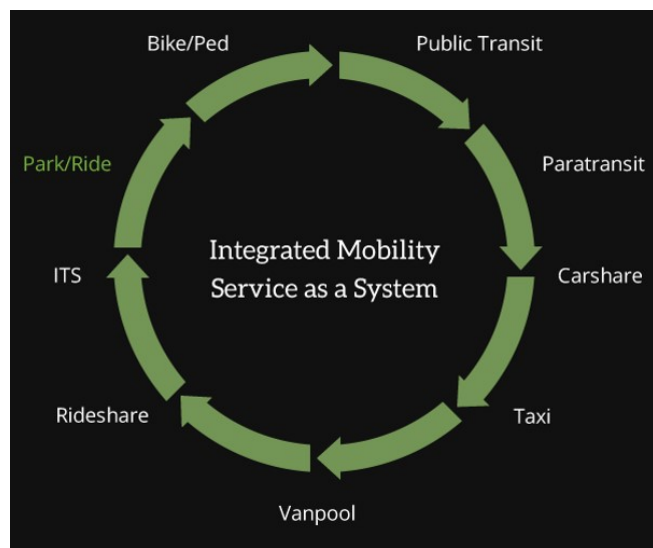 Bike/Ped
Public Transit
Park/Ride
Paratransit
Integrated Mobility
Service as a System
ITS
Carshare
Rideshare
Taxi
Vanpool